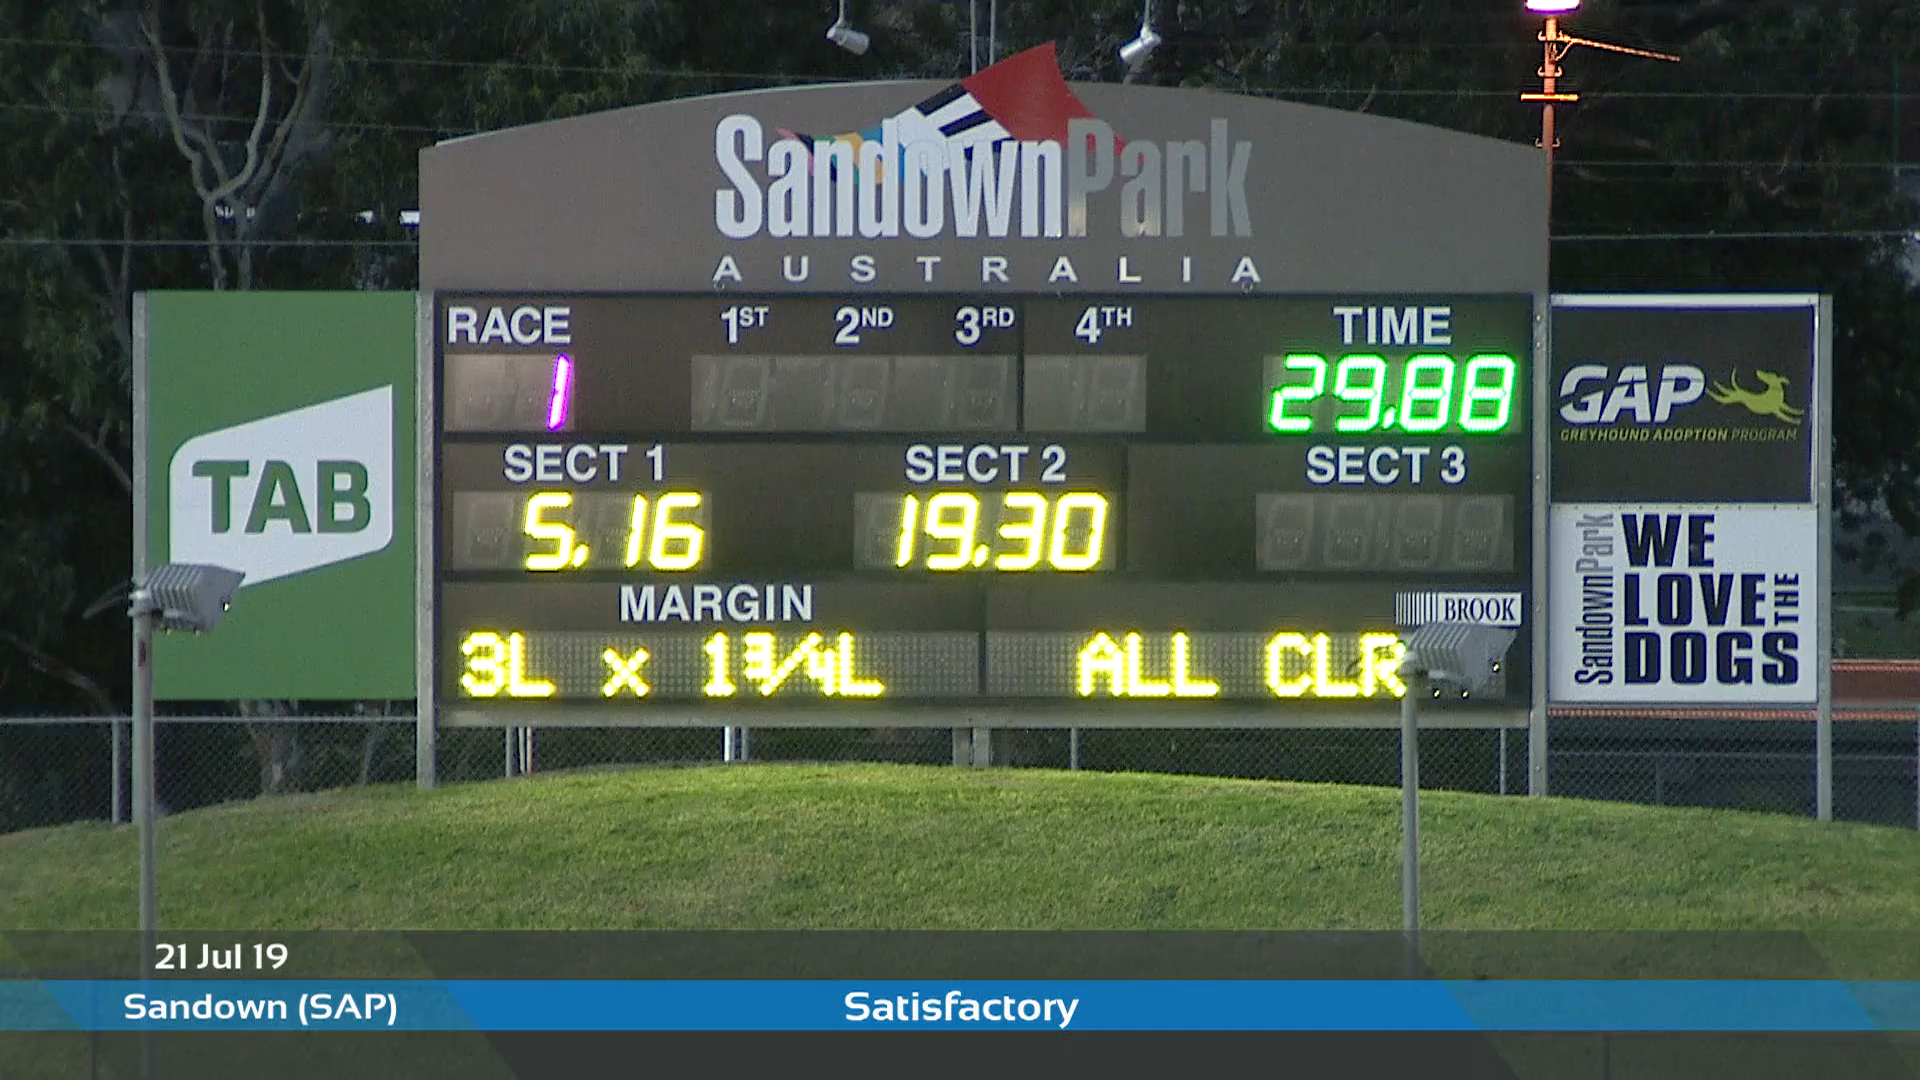 SandownPark
AUSTRALIA
RACE 1ST 2ND 3RD 4TH TIME
1 29.88
SECT 1 SECT 2 SECT 3
5.16 19.30
MARGIN
BROOK
3L x 1¾L ALL CLR
TAB
GAP
GREYHOUND ADOPTION PROGRAM
SandownPark
WE
LOVE THE
DOGS
21 Jul 19
Sandown (SAP)
Satisfactory